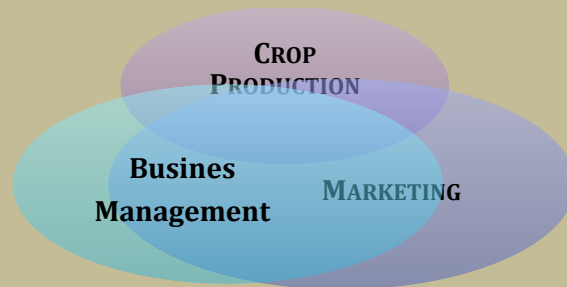 CROP
PRODUCTION
Busines
Management
MARKETING